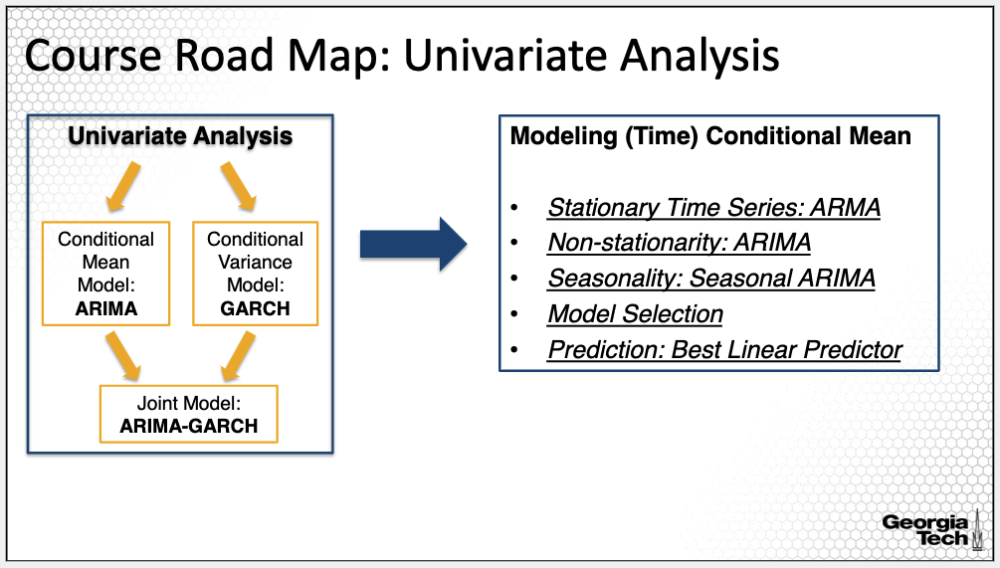 Course Road Map: Univariate Analysis
Univariate Analysis
Conditional
Mean
Model:
ARIMA
Conditional
Variance
Model:
GARCH
Joint Model:
ARIMA-GARCH
Modeling (Time) Conditional Mean
• Stationary Time Series: ARMA
• Non-stationarity: ARIMA
• Seasonality: Seasonal ARIMA
• Model Selection
• Prediction: Best Linear Predictor
Georgia
Tech